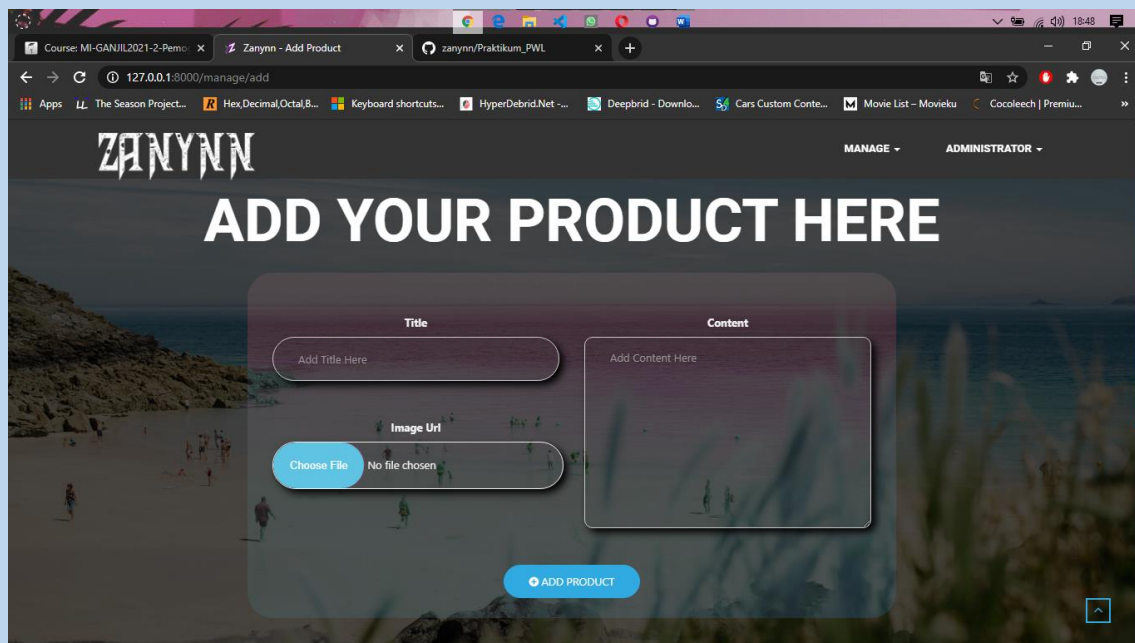 18:48
Course: MI-GANJIL2021-2-Pemo
Zanynn - Add Product
zanynn/Praktikum_PWL
127.0.0.1:8000/manage/add
Apps
The Season Project...
Hex,Decimal,Octal,B...
Keyboard shortcuts...
HyperDebrid.Net -...
Deepbrid - Downlo...
Cars Custom Conte...
Movie List – Movieku
Cocoleech | Premiu...
»
ZANYNN
MANAGE
ADMINISTRATOR
ADD YOUR PRODUCT HERE
Title
Add Title Here
Content
Add Content Here
Image Url
Choose File No file chosen
ADD PRODUCT